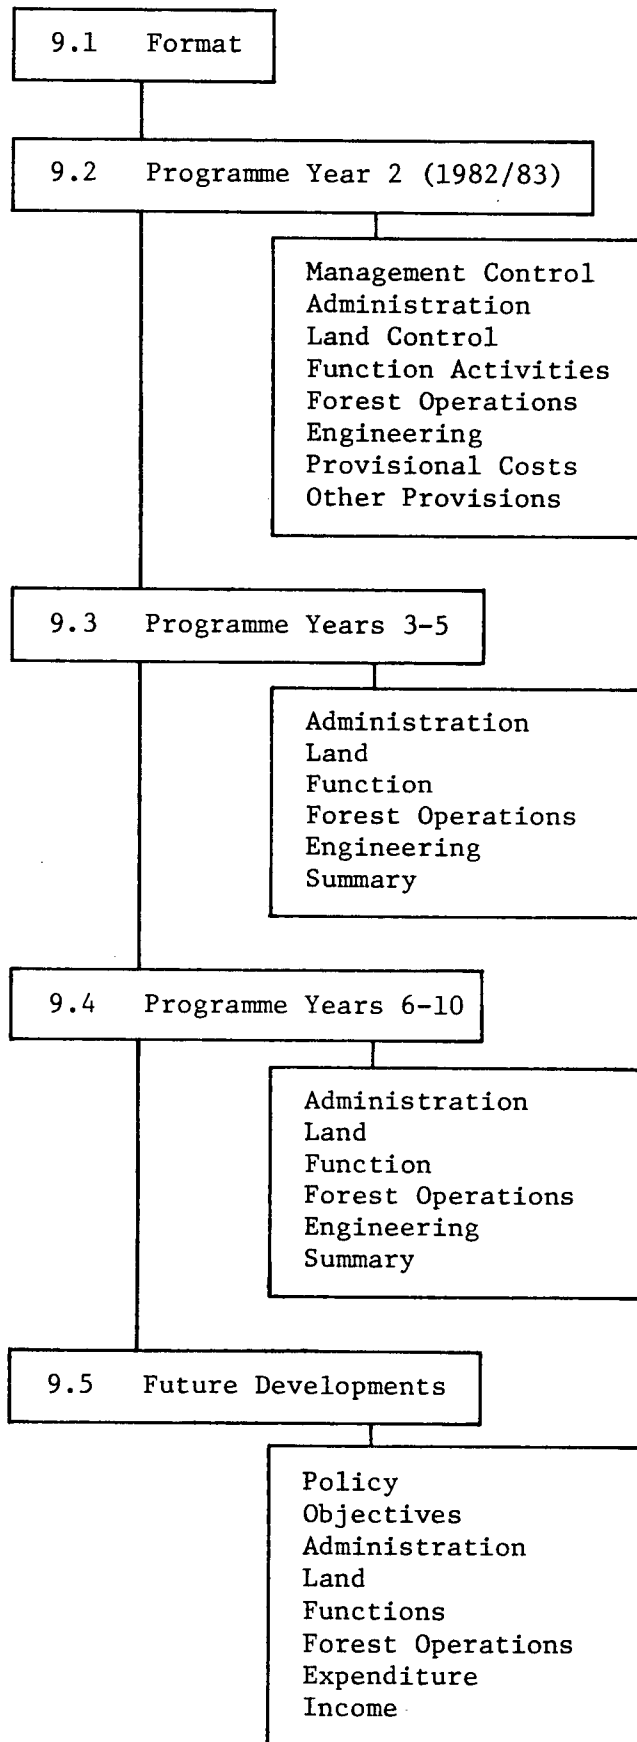 9.1 Format
9.2 Programme Year 2 (1982/83)
Management Control
Administration
Land Control
Function Activities
Forest Operations
Engineering
Provisional Costs
Other Provisions
9.3 Programme Years 3-5
Administration
Land
Function
Forest Operations
Engineering
Summary
9.4 Programme Years 6-10
Administration
Land
Function
Forest Operations
Engineering
Summary
9.5 Future Developments
Policy
Objectives
Administration
Land
Functions
Forest Operations
Expenditure
Income